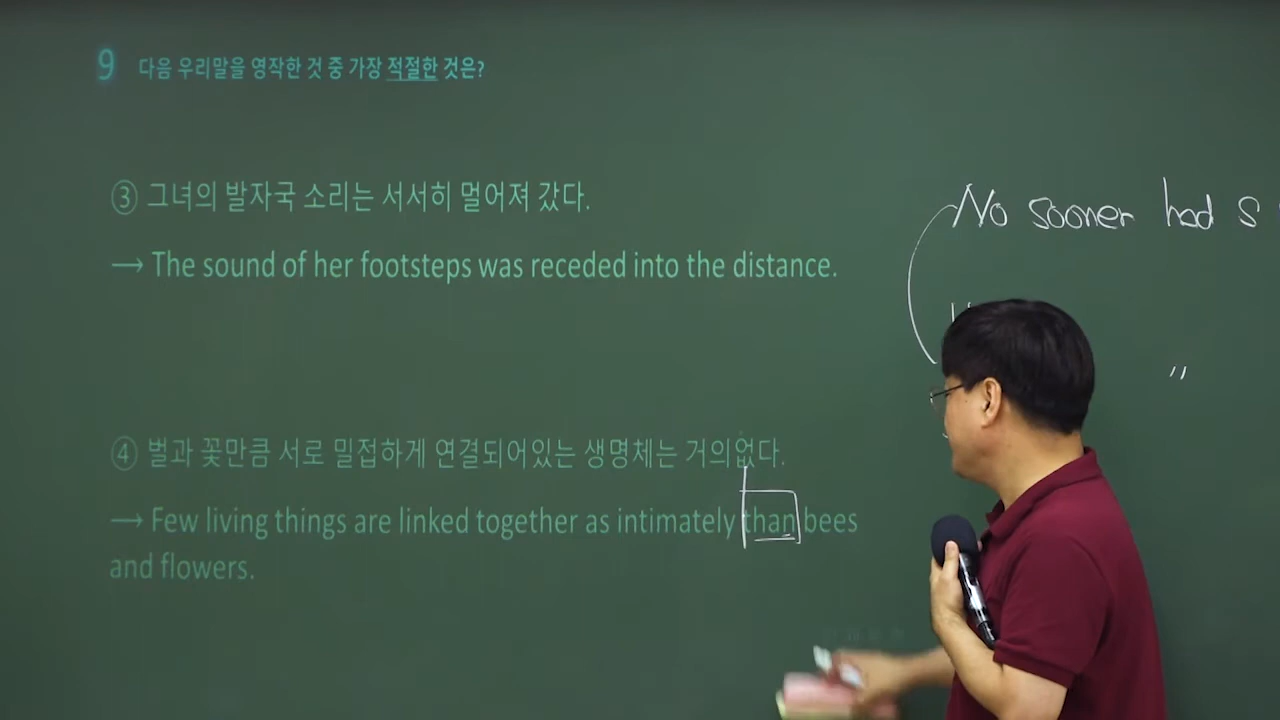 9 다음 우리말을 영작한 것 중 가장 적절한 것은?
③ 그녀의 발자국 소리는 서서히 멀어져 갔다.
→ The sound of her footsteps was receded into the distance.
④ 벌과 꽃만큼 서로 밀접하게 연결되어있는 생명체는 거의없다.
→ Few living things are linked together as intimately than bees
and flowers.
No sooner had s
〃